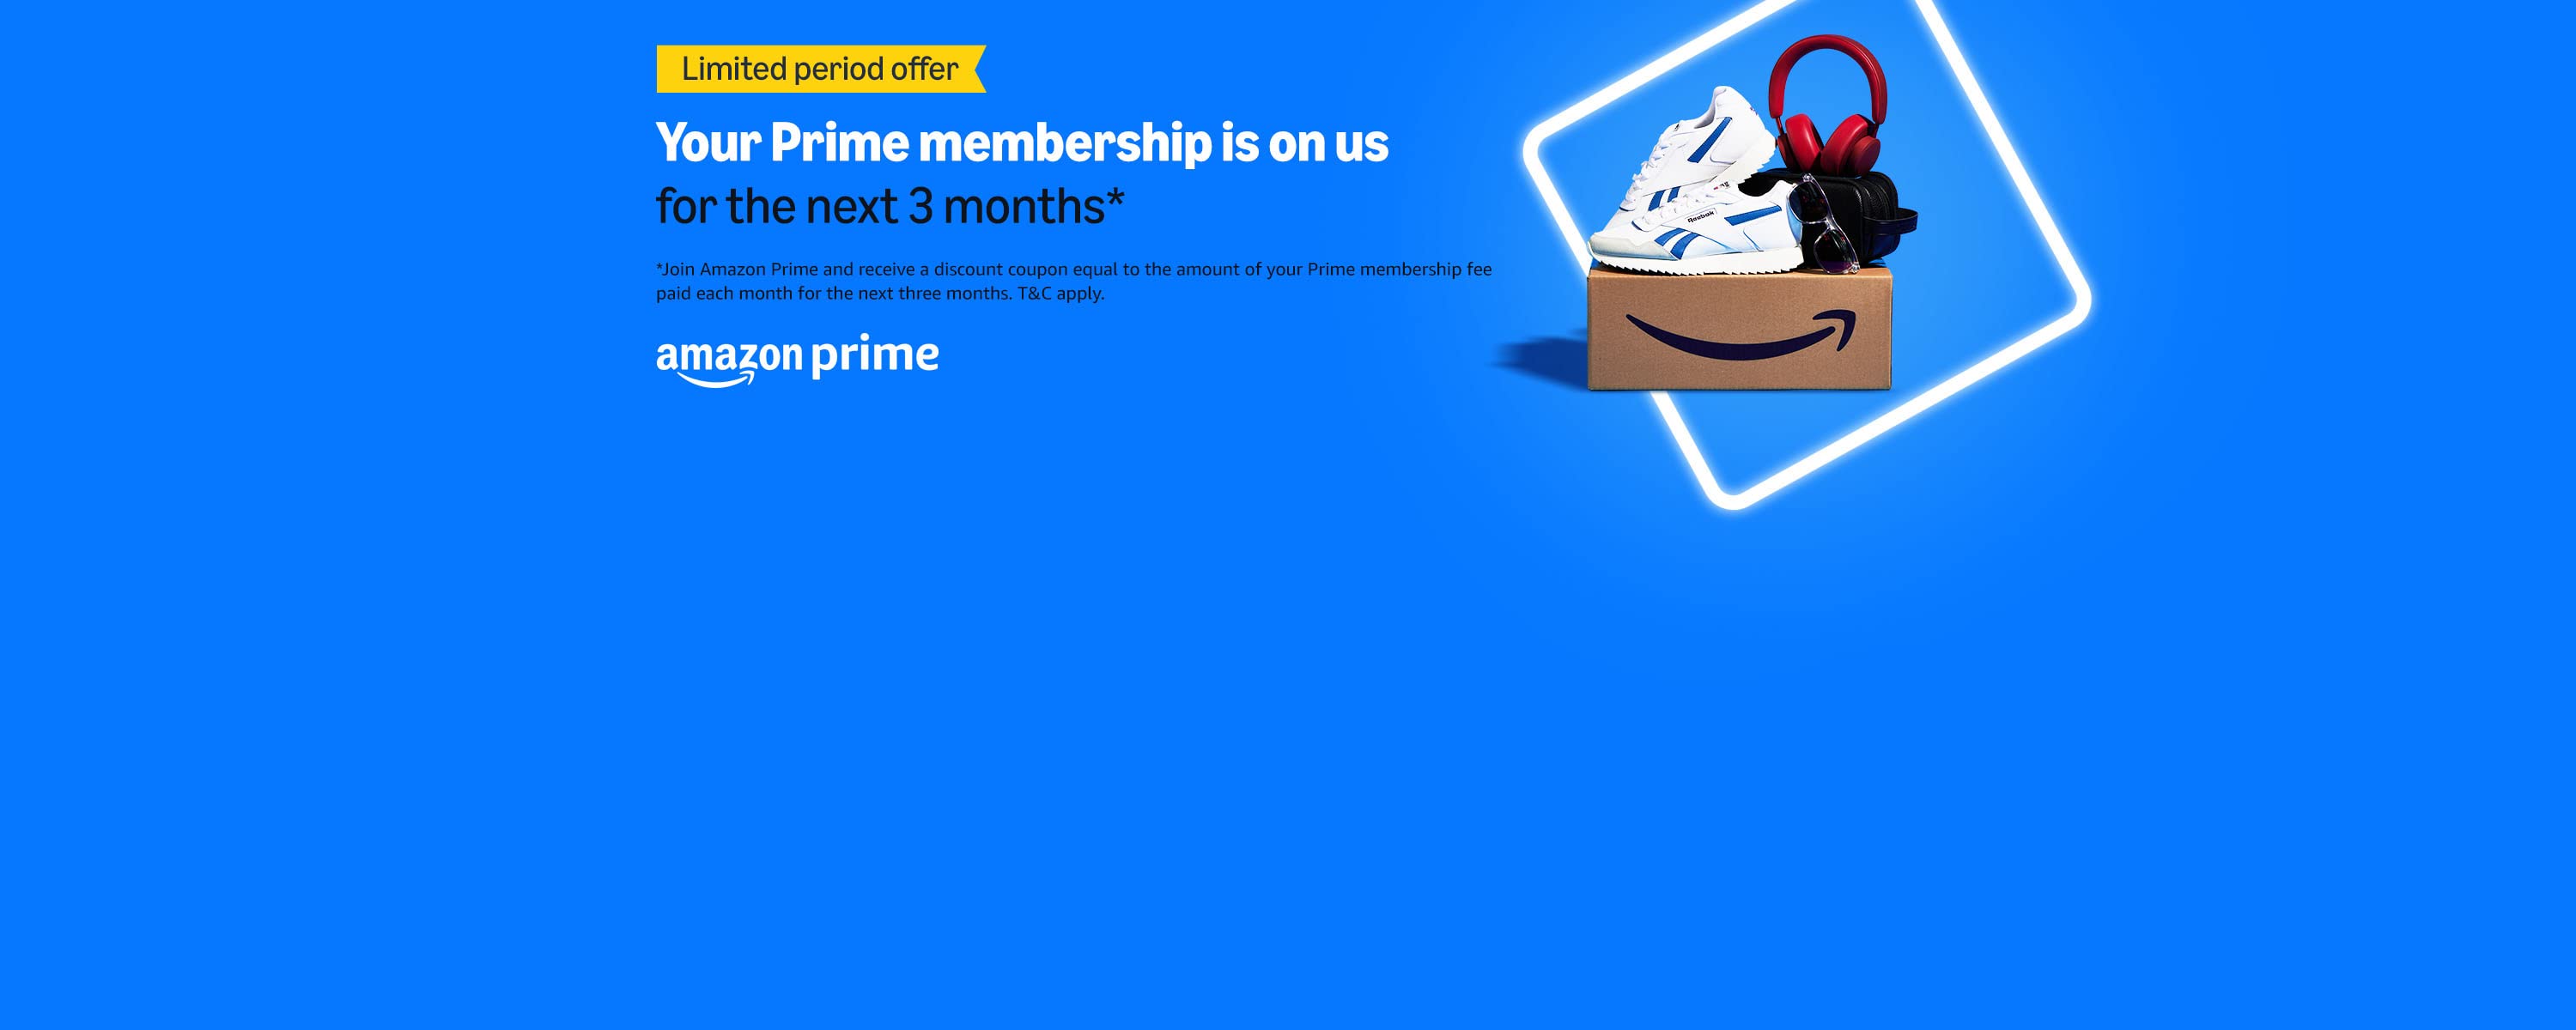 Limited period offer
Your Prime membership is on us
for the next 3 months*
*Join Amazon Prime and receive a discount coupon equal to the amount of your Prime membership fee
paid each month for the next three months. T&C apply.
amazon prime
Reebok